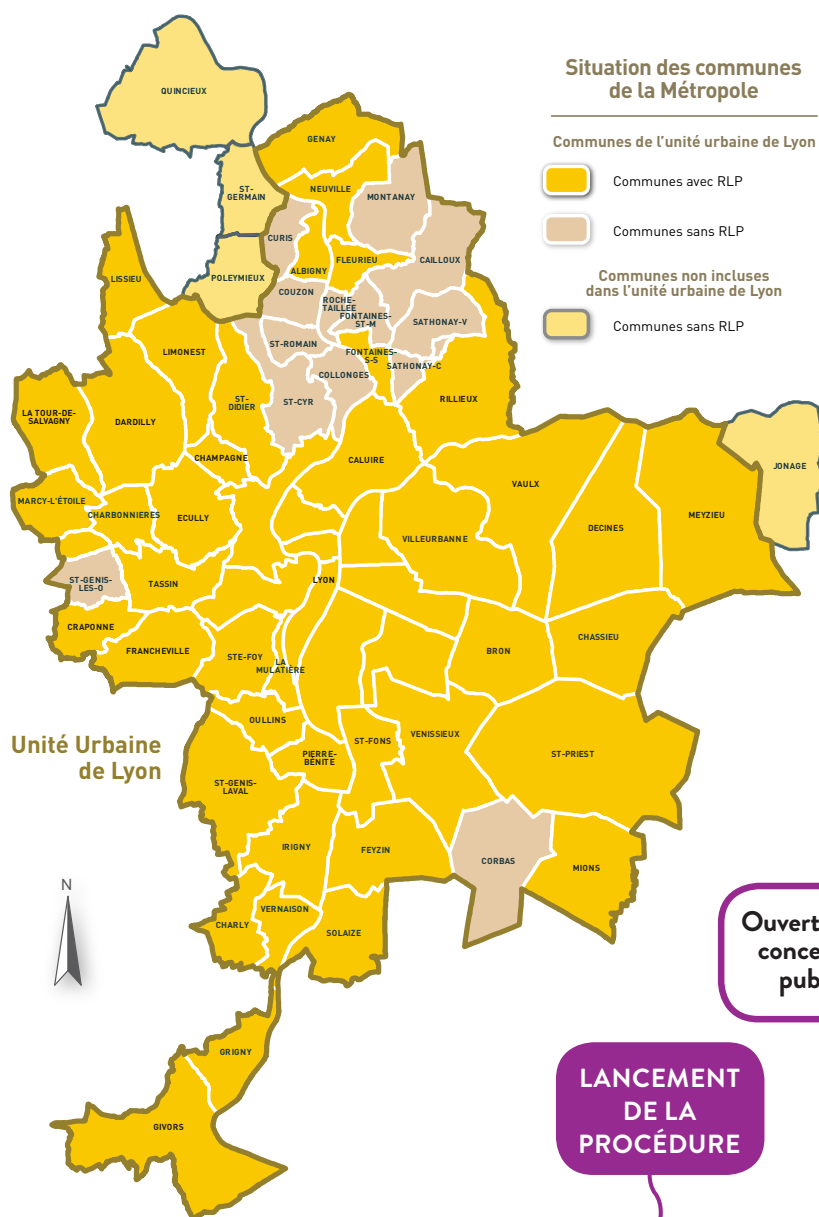 Situation des communes
de la Métropole
Communes de l'unité urbaine de Lyon
Communes avec RLP
Communes sans RLP
Communes non incluses
dans l'unité urbaine de Lyon
Communes sans RLP
QUINCIEUX
GENAY
ST-
GERMAIN
NEUVILLE
MONTANAY
CURIS
FLEURIEU
CAILLOUX
ALBIGNY
POLEYMIEUX
LISSIEU
COUZON
ROCHE-
TAILLEE
FONTAINES-
ST-M
SATHONAY-V
ST-ROMAIN
LIMONEST
FONTAINES-
S-S
SATHONAY-C
COLLONGES
ST-
DIDIER
ST-CYR
RILLIEUX
LA TOUR-DE-
SALVAGNY
DARDILLY
CHAMPAGNE
CALUIRE
JONAGE
VAULX
MEYZIEU
MARCY-L'ÉTOILE
CHARBONNIERES
ECULLY
DECINES
VILLEURBANNE
ST-GENIS-
LES-O
TASSIN
LYON
CRAPONNE
FRANCHEVILLE
STE-FOY
LA
MULATIÈRE
BRON
CHASSIEU
OULLINS
Unité Urbaine
de Lyon
PIERRE-
BÉNITE
ST-FONS
VENISSIEUX
ST-PRIEST
ST-GENIS-
LAVAL
IRIGNY
FEYZIN
CORBAS
MIONS
N
CHARLY
VERNAISON
SOLAIZE
Ouvert
conce
pub
GRIGNY
GIVORS
LANCEMENT
DE LA
PROCÉDURE